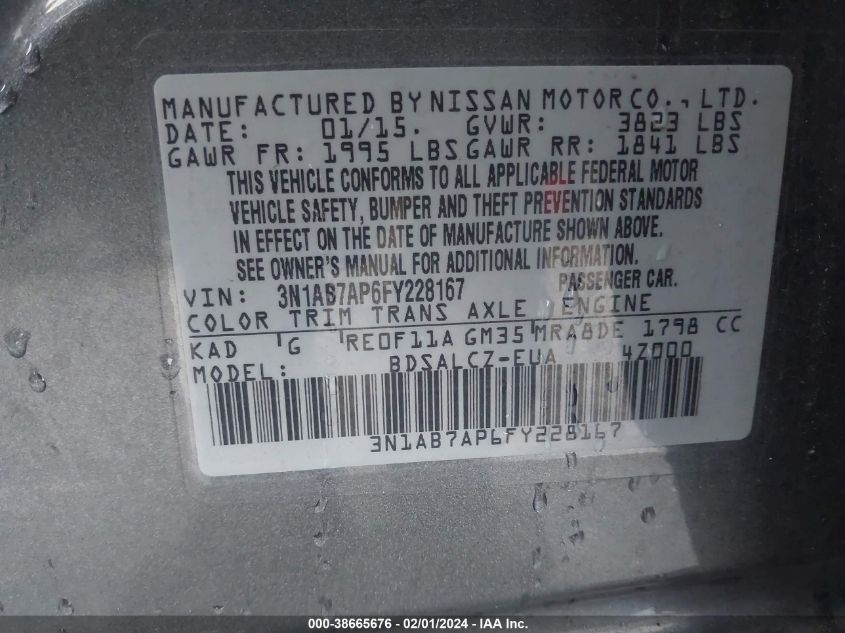 MANUFACTURED BY NISSAN MOTOR CO., LTD.
DATE: 01/15. GVWR: 3823 LBS
GAWR FR: 1995 LBS GAWR RR: 1841 LBS
THIS VEHICLE CONFORMS TO ALL APPLICABLE FEDERAL MOTOR
VEHICLE SAFETY, BUMPER AND THEFT PREVENTION STANDARDS
IN EFFECT ON THE DATE OF MANUFACTURE SHOWN ABOVE.
SEE OWNER'S MANUAL FOR ADDITIONAL INFORMATION.
VIN: 3N1AB7AP6FY228167 PASSENGER CAR.
COLOR TRIM TRANS AXLE ENGINE
KAD G RE0F11A GM35 MRA8DE 1798 CC
MODEL: BDSALCZ-EUA 4Z000
3N1AB7AP6FY228167
000-38665676 / 02/01/2024 - IAA Inc.